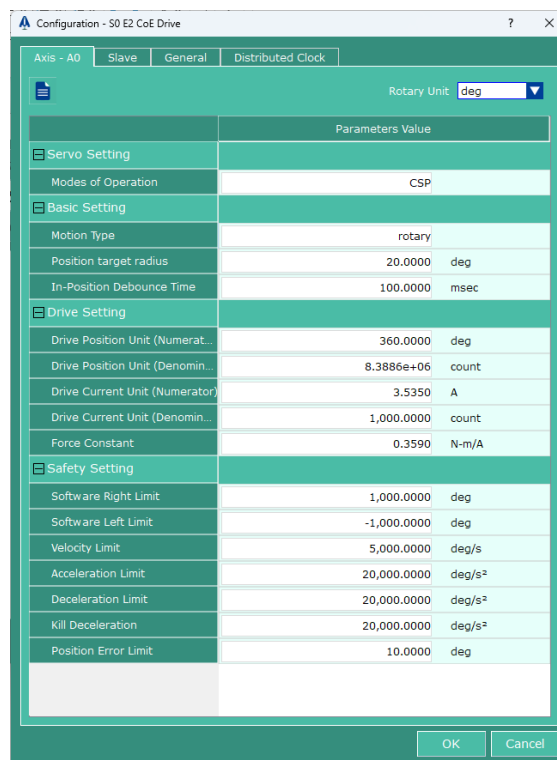 Configuration - S0 E2 CoE Drive ? ×
Axis - A0 Slave General Distributed Clock
Rotary Unit deg
Parameters Value
Servo Setting
Modes of Operation CSP
Basic Setting
Motion Type rotary
Position target radius 20.0000 deg
In-Position Debounce Time 100.0000 msec
Drive Setting
Drive Position Unit (Numerat... 360.0000 deg
Drive Position Unit (Denomin... 8.3886e+06 count
Drive Current Unit (Numerator) 3.5350 A
Drive Current Unit (Denomin... 1,000.0000 count
Force Constant 0.3590 N-m/A
Safety Setting
Software Right Limit 1,000.0000 deg
Software Left Limit -1,000.0000 deg
Velocity Limit 5,000.0000 deg/s
Acceleration Limit 20,000.0000 deg/s²
Deceleration Limit 20,000.0000 deg/s²
Kill Deceleration 20,000.0000 deg/s²
Position Error Limit 10.0000 deg
OK Cancel